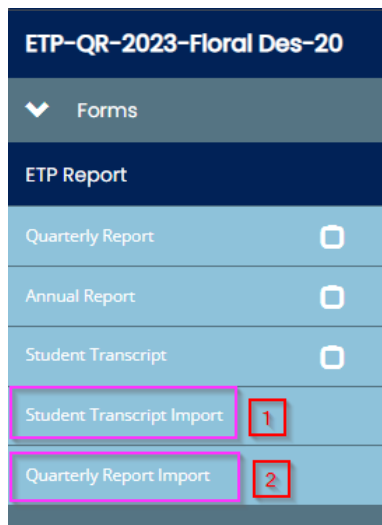 ETP-QR-2023-Floral Des-20
Forms
ETP Report
Quarterly Report
Annual Report
Student Transcript
Student Transcript Import 1
Quarterly Report Import 2